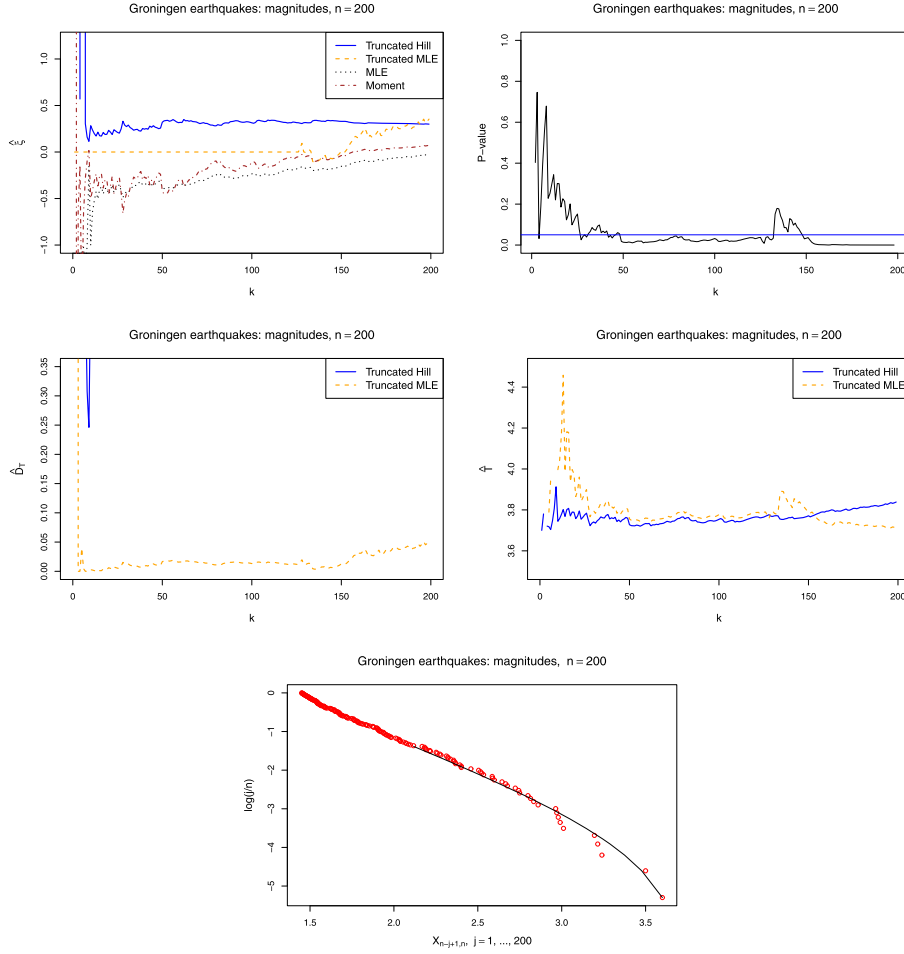 Groningen earthquakes: magnitudes, n = 200
Truncated Hill
Truncated MLE
MLE
Moment
1.0
0.5
0.0
−0.5
−1.0
ξ̂
0
50
100
150
200
k
Groningen earthquakes: magnitudes, n = 200
1.0
0.8
0.6
0.4
0.2
0.0
P−value
0
50
100
150
200
k
Groningen earthquakes: magnitudes, n = 200
Truncated Hill
Truncated MLE
0.35
0.30
0.25
0.20
0.15
0.10
0.05
0.00
D̂T
0
50
100
150
200
k
Groningen earthquakes: magnitudes, n = 200
Truncated Hill
Truncated MLE
4.4
4.2
4.0
3.8
3.6
T̂
0
50
100
150
200
k
Groningen earthquakes: magnitudes, n = 200
0
−1
−2
−3
−4
−5
log(j/n)
1.5
2.0
2.5
3.0
3.5
Xn−j+1,n, j = 1, ..., 200